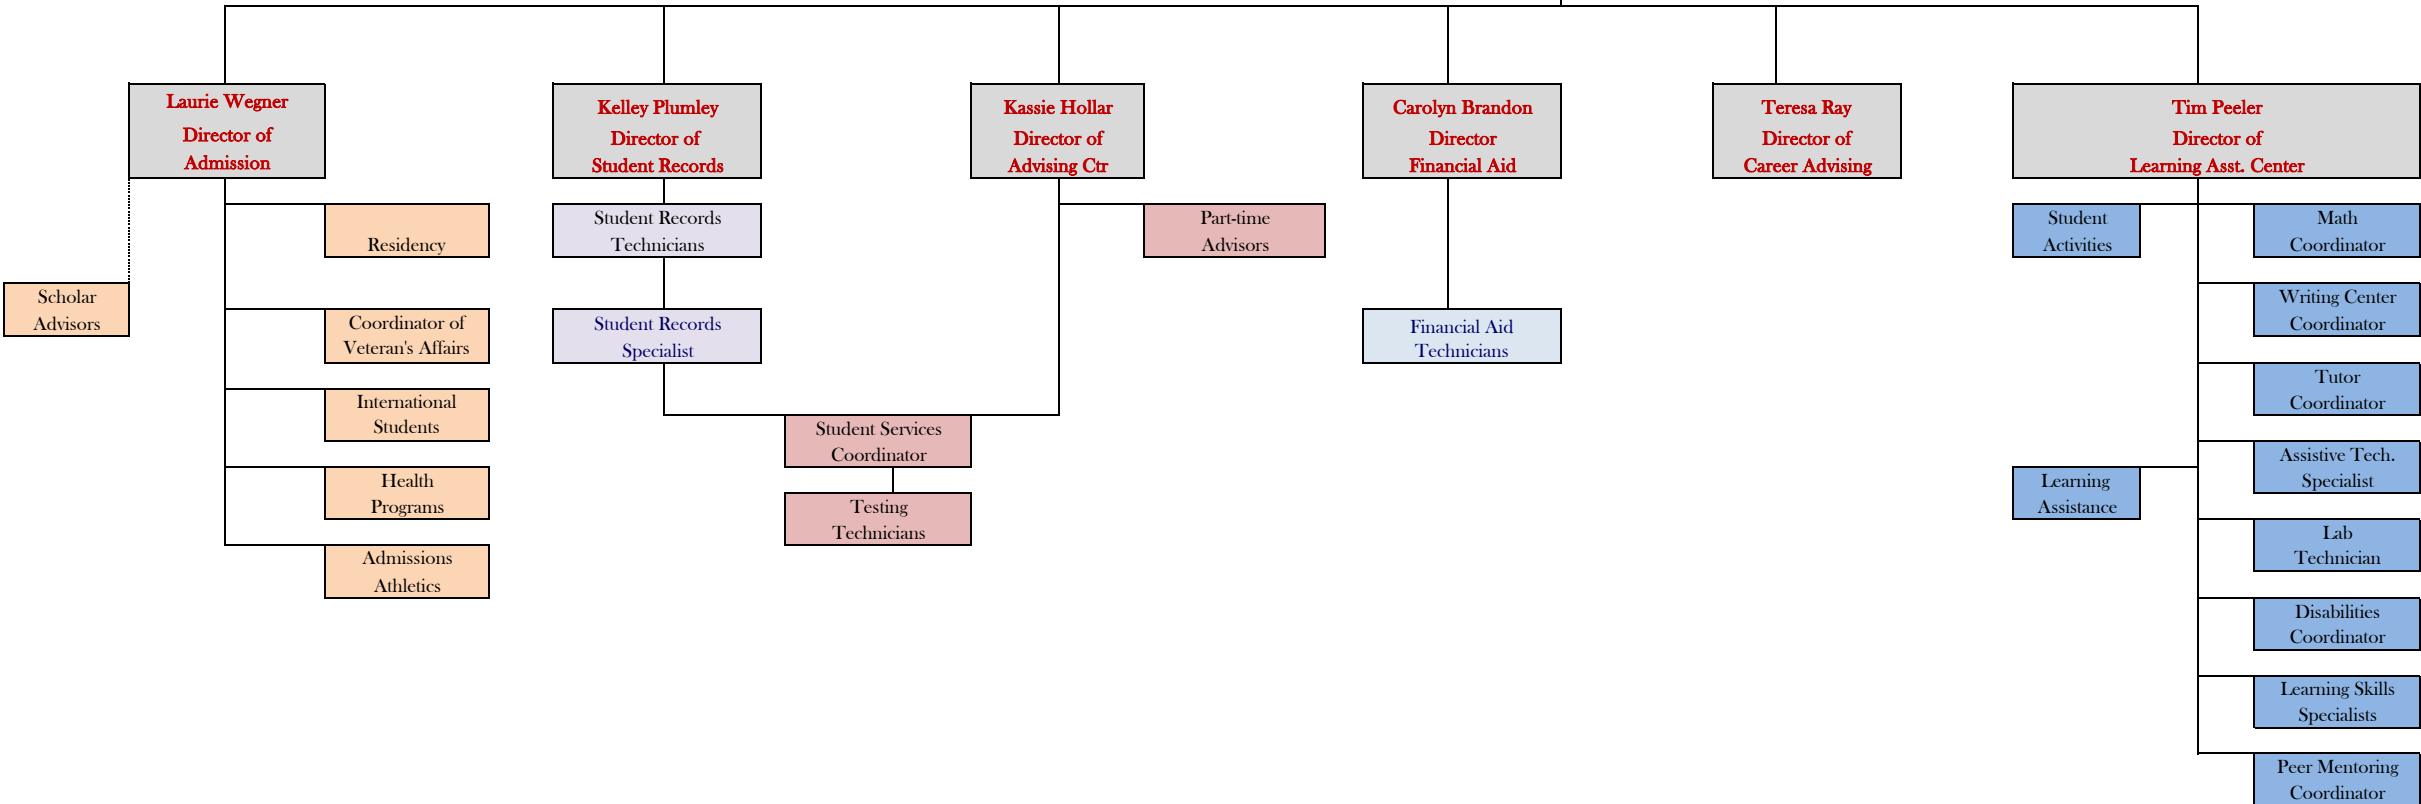 Laurie Wegner
Director of
Admission
Kelley Plumley
Director of
Student Records
Kassie Hollar
Director of
Advising Ctr
Carolyn Brandon
Director
Financial Aid
Teresa Ray
Director of
Career Advising
Tim Peeler
Director of
Learning Asst. Center
Residency
Scholar
Advisors
Coordinator of
Veteran's Affairs
International
Students
Health
Programs
Admissions
Athletics
Student Records
Technicians
Student Records
Specialist
Part-time
Advisors
Student Services
Coordinator
Testing
Technicians
Financial Aid
Technicians
Student
Activities
Learning
Assistance
Math
Coordinator
Writing Center
Coordinator
Tutor
Coordinator
Assistive Tech.
Specialist
Lab
Technician
Disabilities
Coordinator
Learning Skills
Specialists
Peer Mentoring
Coordinator